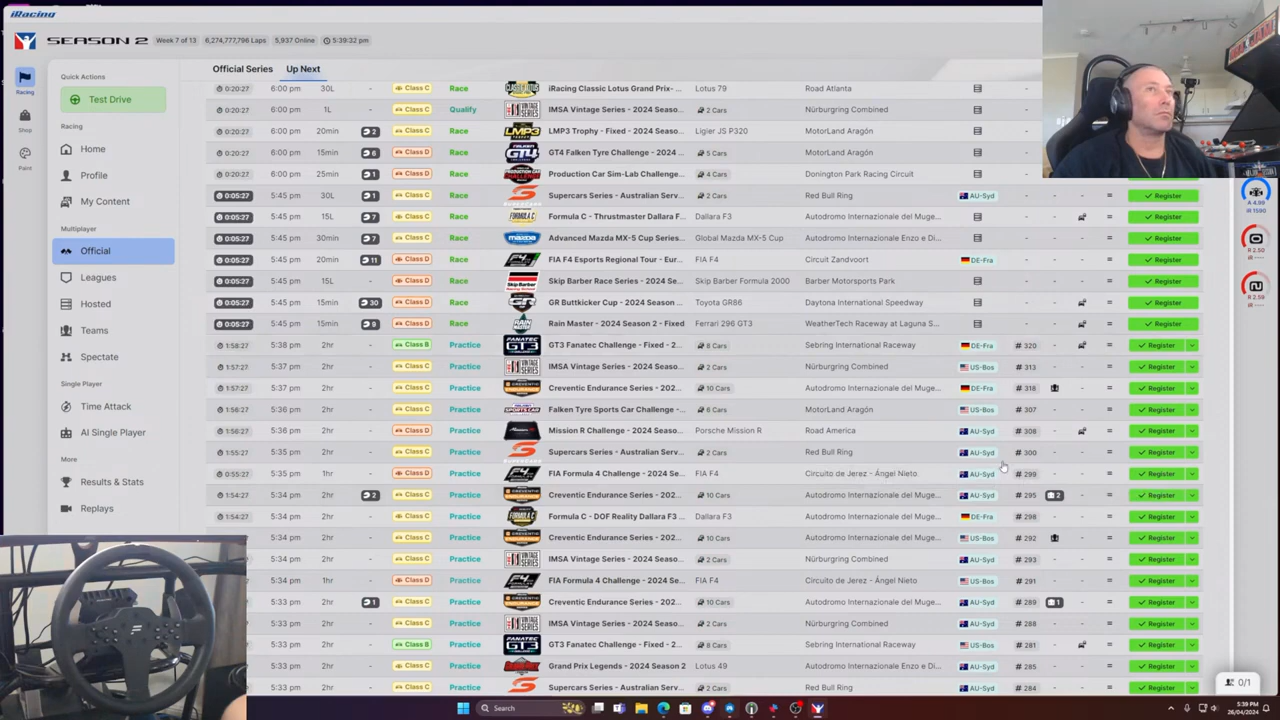 iRacing
SEASON 2 Week 7 of 13 6,274,777,796 Laps 5,937 Online 5:39:32 pm
Racing
Shop
Paint
Quick Actions
Test Drive
Racing
Home
Profile
My Content
Multiplayer
Official
Leagues
Hosted
Teams
Spectate
Single Player
Time Attack
AI Single Player
More
Results & Stats
Replays
Official Series Up Next
0:20:27 6:00 pm 30L - Class C Race iRacing Classic Lotus Grand Prix- ... Lotus 79 Road Atlanta
0:20:27 6:00 pm 1L - Class C Qualify IMSA Vintage Series - 2024 Seaso... 2 Cars Nürburgring Combined
0:20:27 6:00 pm 20min 2 Class C Race LMP3 Trophy - Fixed - 2024 Seas... Ligier JS P320 MotorLand Aragón
0:20:27 6:00 pm 15min 6 Class D Race GT4 Falken Tyre Challenge - 2024 ... 5 Cars MotorLand Aragón
0:20:27 6:00 pm 25min 1 Class D Race Production Car Sim-Lab Challenge... Donington Park Racing Circuit
0:05:27 5:45 pm 30L 1 Class C Race Supercars Series - Australian Serv... Red Bull Ring AU-Syd - - = Register
0:05:27 5:45 pm 15L 7 Class C Race Formula C - Thrustmaster Dallara F... Dallara F3 Autodromo Internazionale del Muge... - = Register
0:05:27 5:45 pm 30min 7 Class C Race Advanced Mazda MX-5 Cup Series... Global Mazda MX-5 Cup Autodromo Internazionale Enzo e Di... - - = Register
0:05:27 5:45 pm 20min 11 Class C Race FIA F4 Esports Regional Tour - Eur... FIA F4 Circuit Zandvoort DE-Fra - - = Register
0:05:27 5:45 pm 15min - Class D Race Skip Barber Race Series - 2024 Se... Skip Barber Formula 2000 Barber Motorsports Park - - = Register
0:05:27 5:45 pm 15min 30 Class D Race GR Buttkicker Cup - 2024 Season ... Toyota GR86 Daytona International Speedway - = Register
0:05:27 5:45 pm 15min 9 Class D Race Rain Master - 2024 Season 2 - Fixed Ferrari 296 GT3 WeatherTech Raceway at Laguna S... - = Register
1:58:27 5:38 pm 2hr - Class B Practice GT3 Fanatec Challenge - Fixed - 2... 8 Cars Sebring International Raceway DE-Fra # 320 - = Register
1:57:27 5:37 pm 2hr - Class C Practice IMSA Vintage Series - 2024 Seaso... 2 Cars Nürburgring Combined US-Bos # 313 - - = Register
1:57:27 5:37 pm 2hr - Class C Practice Creventic Endurance Series - 202... 10 Cars Autodromo Internazionale del Muge... DE-Fra # 318 - = Register
1:56:27 5:36 pm 2hr - Class C Practice Falken Tyre Sports Car Challenge -... MotorLand Aragón US-Bos # 307 - - = Register
1:56:27 5:36 pm 2hr - Class D Practice Mission R Challenge - 2024 Seaso... Porsche Mission R Road America AU-Syd # 308 - = Register
1:55:27 5:35 pm 2hr - Class C Practice Supercars Series - Australian Serv... 2 Cars Red Bull Ring AU-Syd # 300 - - = Register
0:55:27 5:35 pm 1hr - Class D Practice FIA Formula 4 Challenge - 2024 Se... FIA F4 Circuito de Jerez - Ángel Nieto AU-Syd # 299 - - = Register
1:54:27 5:34 pm 2hr 2 Class C Practice Creventic Endurance Series - 202... 10 Cars Autodromo Internazionale del Muge... AU-Syd # 295 2 - = Register
1:54:27 5:34 pm 2hr - Class C Practice Formula C - DOF Reality Dallara F3 ... Dallara F3 Autodromo Internazionale del Muge... DE-Fra # 298 - - = Register
5:34 pm 2hr - Class C Practice Creventic Endurance Series - 202... 10 Cars Autodromo Internazionale del Muge... US-Bos # 292 - = Register
5:34 pm 2hr - Class C Practice IMSA Vintage Series - 2024 Seaso... 2 Cars Nürburgring Combined AU-Syd # 293 - - = Register
5:34 pm 2hr - Class D Practice FIA Formula 4 Challenge - 2024 Se... FIA F4 Circuito de Jerez - Ángel Nieto US-Bos # 291 - - = Register
5:33 pm 2hr 1 Class C Practice Creventic Endurance Series - 202... 10 Cars Autodromo Internazionale del Muge... AU-Syd # 289 1 - = Register
5:33 pm 2hr - Class C Practice IMSA Vintage Series - 2024 Seaso... 2 Cars Nürburgring Combined AU-Syd # 288 - - = Register
5:33 pm 2hr - Class B Practice GT3 Fanatec Challenge - Fixed - 2... 8 Cars Sebring International Raceway US-Bos # 281 - = Register
5:33 pm 2hr - Class C Practice Grand Prix Legends - 2024 Season 2 Lotus 49 Autodromo Internazionale Enzo e Di... AU-Syd # 285 - - = Register
5:33 pm 2hr - Class C Practice Supercars Series - Australian Serv... 2 Cars Red Bull Ring AU-Syd # 284 - - = Register
A 4.99
iR 1590
R 2.50
iR ---
R 2.59
iR ---
0/1
Search
5:39 PM
26/04/2024